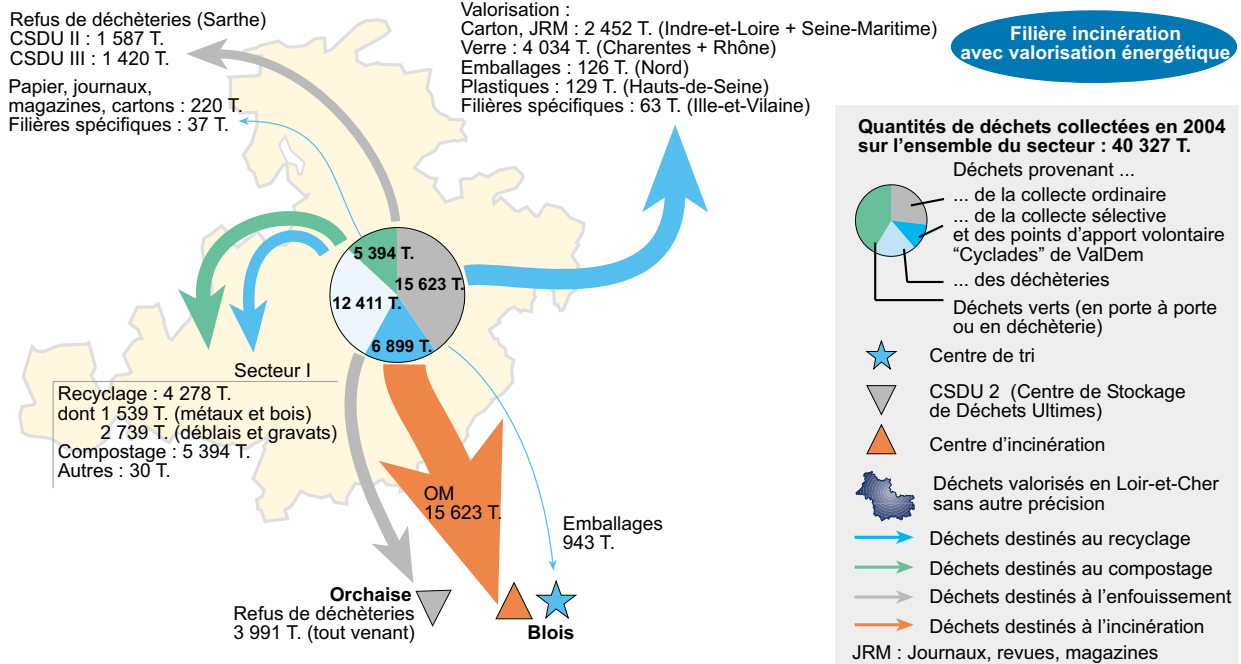 Refus de déchèteries (Sarthe)
CSDU II : 1 587 T.
CSDU III : 1 420 T.
Papier, journaux,
magazines, cartons : 220 T.
Filières spécifiques : 37 T.
Valorisation :
Carton, JRM : 2 452 T. (Indre-et-Loire + Seine-Maritime)
Verre : 4 034 T. (Charentes + Rhône)
Emballages : 126 T. (Nord)
Plastiques : 129 T. (Hauts-de-Seine)
Filières spécifiques : 63 T. (Ille-et-Vilaine)
Filière incinération
avec valorisation énergétique
5 394 T.
15 623 T.
12 411 T.
6 899 T.
Secteur I
Recyclage : 4 278 T.
dont 1 539 T. (métaux et bois)
2 739 T. (déblais et gravats)
Compostage : 5 394 T.
Autres : 30 T.
OM
15 623 T.
Emballages
943 T.
Orchaise
Refus de déchèteries
3 991 T. (tout venant)
Blois
Quantités de déchets collectées en 2004
sur l'ensemble du secteur : 40 327 T.
Déchets provenant ...
... de la collecte ordinaire
... de la collecte sélective
et des points d'apport volontaire
“Cyclades” de ValDem
... des déchèteries
Déchets verts (en porte à porte
ou en déchèterie)
Centre de tri
CSDU 2 (Centre de Stockage
de Déchets Ultimes)
Centre d'incinération
Déchets valorisés en Loir-et-Cher
sans autre précision
Déchets destinés au recyclage
Déchets destinés au compostage
Déchets destinés à l'enfouissement
Déchets destinés à l'incinération
JRM : Journaux, revues, magazines